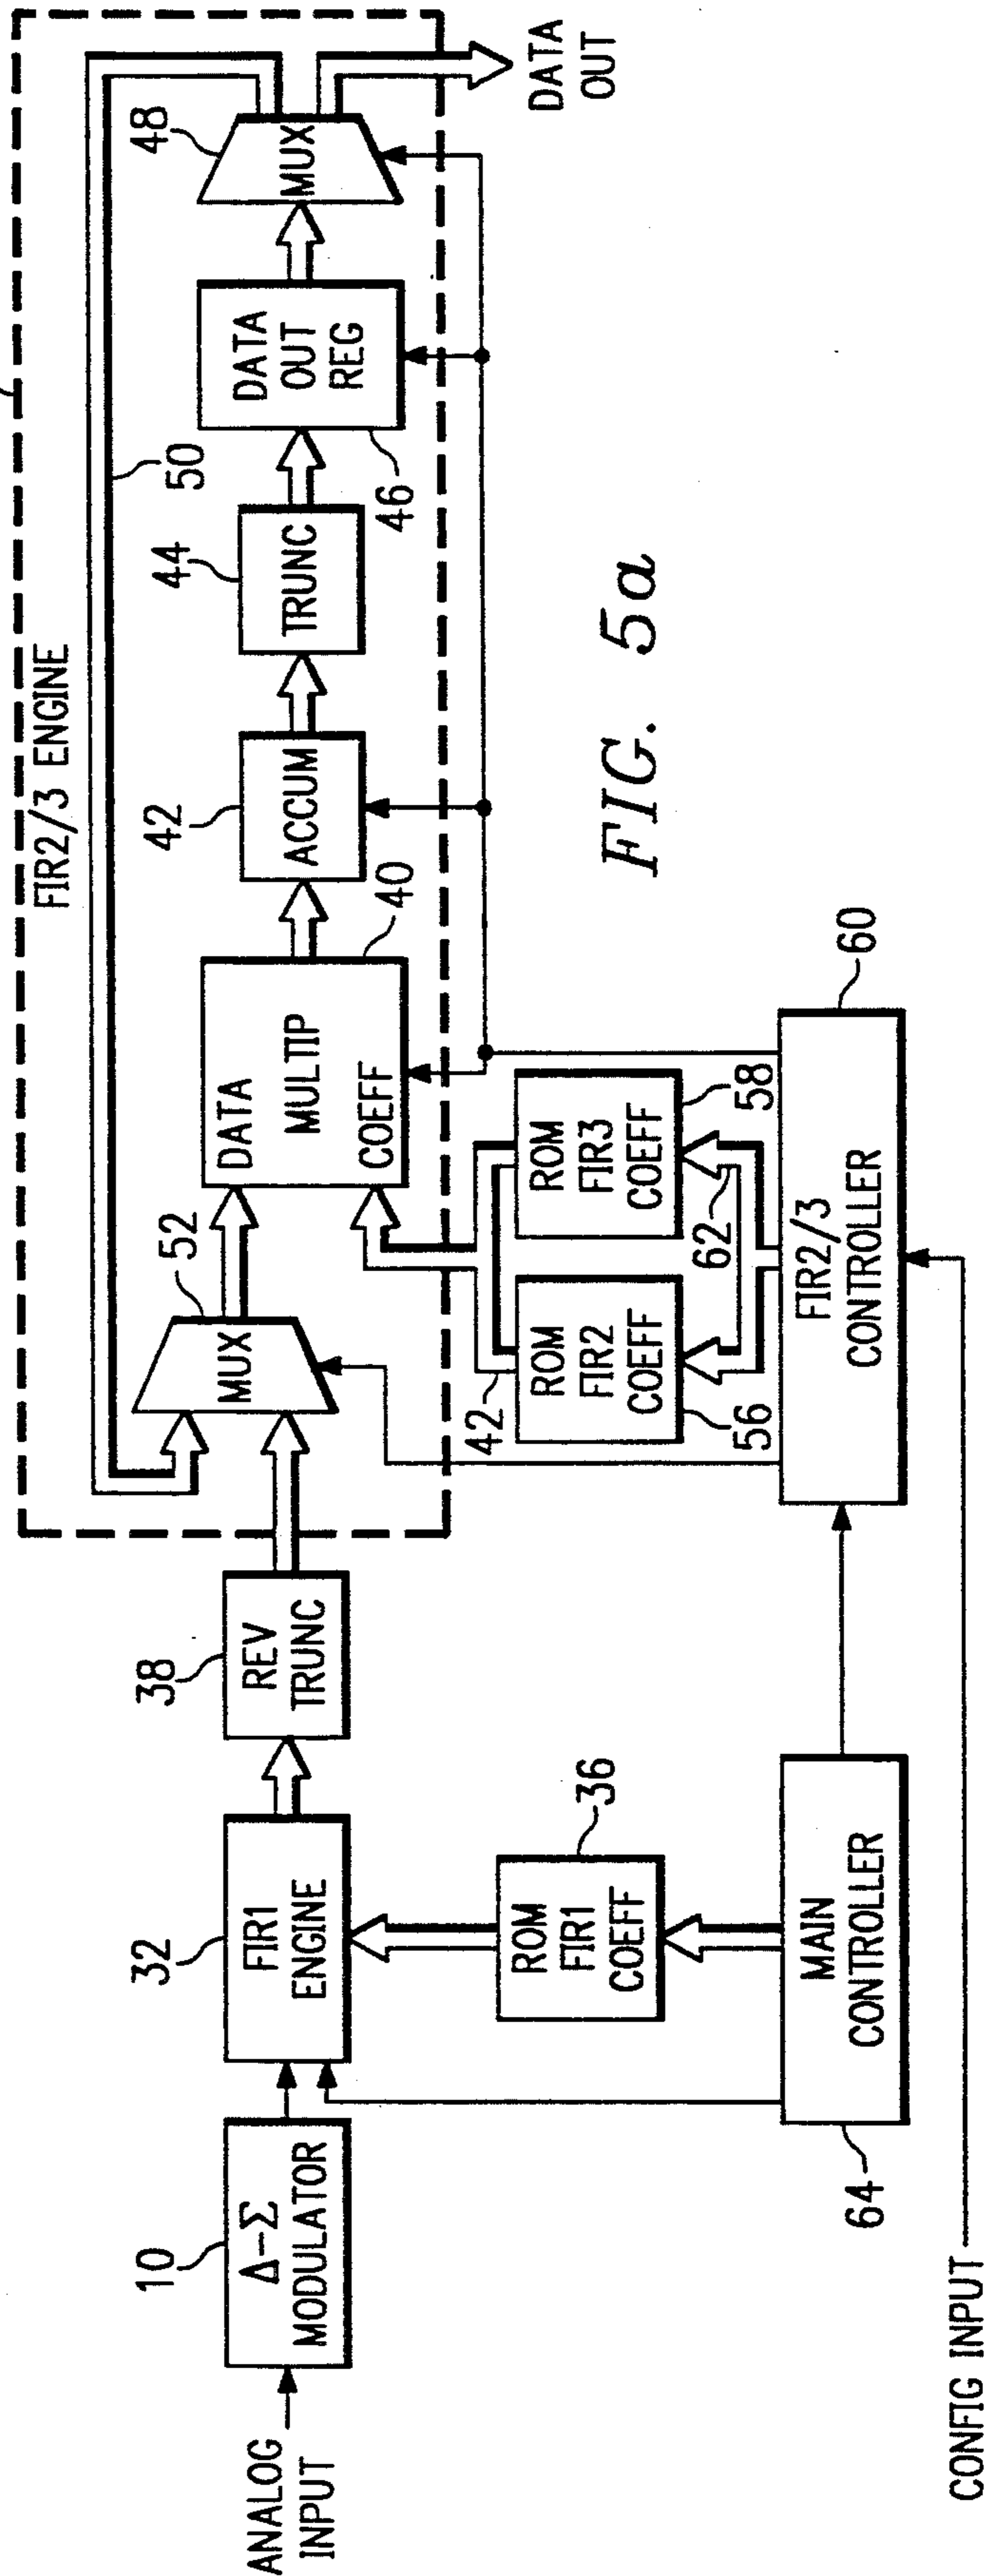 FIR2/3 ENGINE
50
48
MUX
DATA
OUT
DATA
OUT
REG
46
44
TRUNC
42
ACCUM
40
DATA
MULTIP
COEFF
52
MUX
38
REV
TRUNC
32
FIR1
ENGINE
10
Δ-Σ
MODULATOR
ANALOG
INPUT
36
ROM
FIR1
COEFF
42
ROM
FIR2
COEFF
56
ROM
FIR3
COEFF
58
62
60
FIR2/3
CONTROLLER
MAIN
CONTROLLER
64
CONFIG INPUT
FIG. 5a